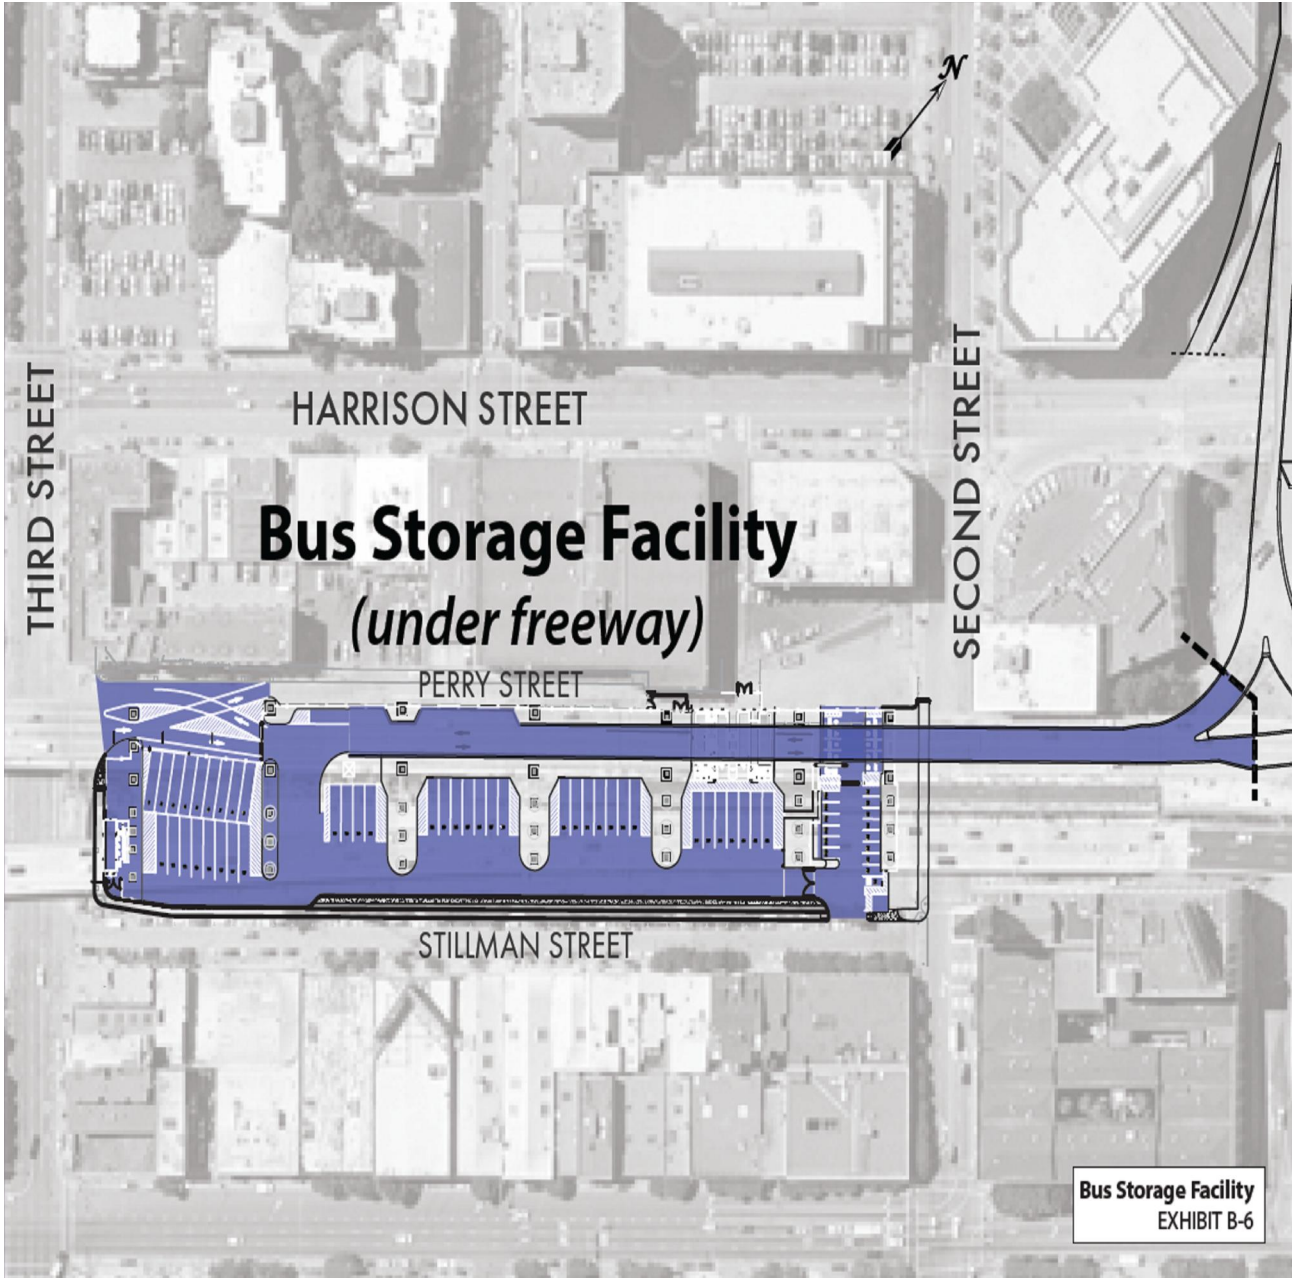 N
HARRISON STREET
THIRD STREET
SECOND STREET
Bus Storage Facility
(under freeway)
PERRY STREET
STILLMAN STREET
Bus Storage Facility
EXHIBIT B-6